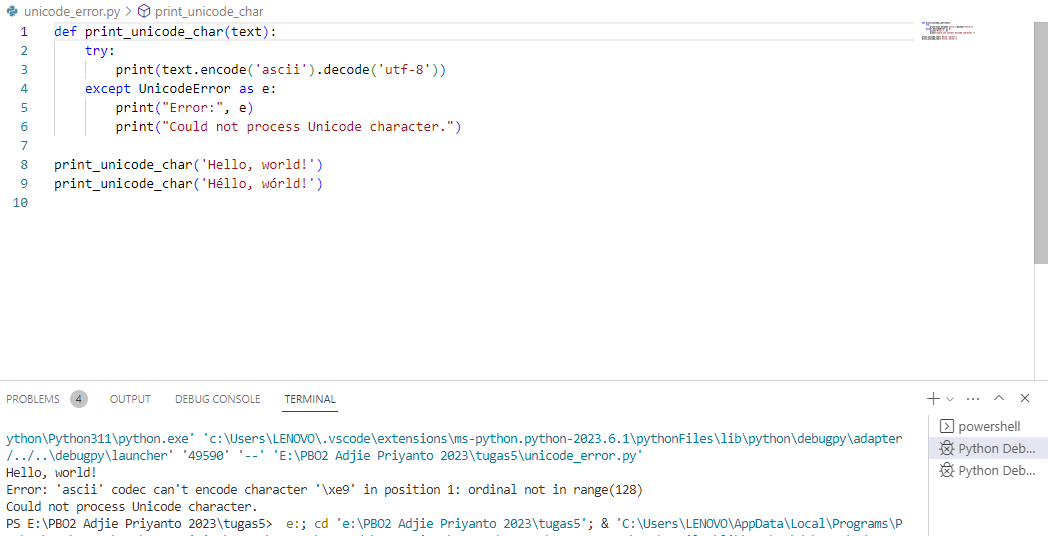 unicode_error.py > print_unicode_char
1 def print_unicode_char(text):
2     try:
3         print(text.encode('ascii').decode('utf-8'))
4     except UnicodeError as e:
5         print("Error:", e)
6         print("Could not process Unicode character.")
7
8 print_unicode_char('Hello, world!')
9 print_unicode_char('Héllo, wórld!')
10
PROBLEMS 4 OUTPUT DEBUG CONSOLE TERMINAL
ython\Python311\python.exe' 'c:\Users\LENOVO\.vscode\extensions\ms-python.python-2023.6.1\pythonFiles\lib\python\debugpy\adapter
/../..\debugpy\launcher' '49590' '--' 'E:\PBO2 Adjie Priyanto 2023\tugas5\unicode_error.py'
Hello, world!
Error: 'ascii' codec can't encode character '\xe9' in position 1: ordinal not in range(128)
Could not process Unicode character.
PS E:\PBO2 Adjie Priyanto 2023\tugas5>  e:; cd 'e:\PBO2 Adjie Priyanto 2023\tugas5'; & 'C:\Users\LENOVO\AppData\Local\Programs\P
powershell
Python Deb...
Python Deb...